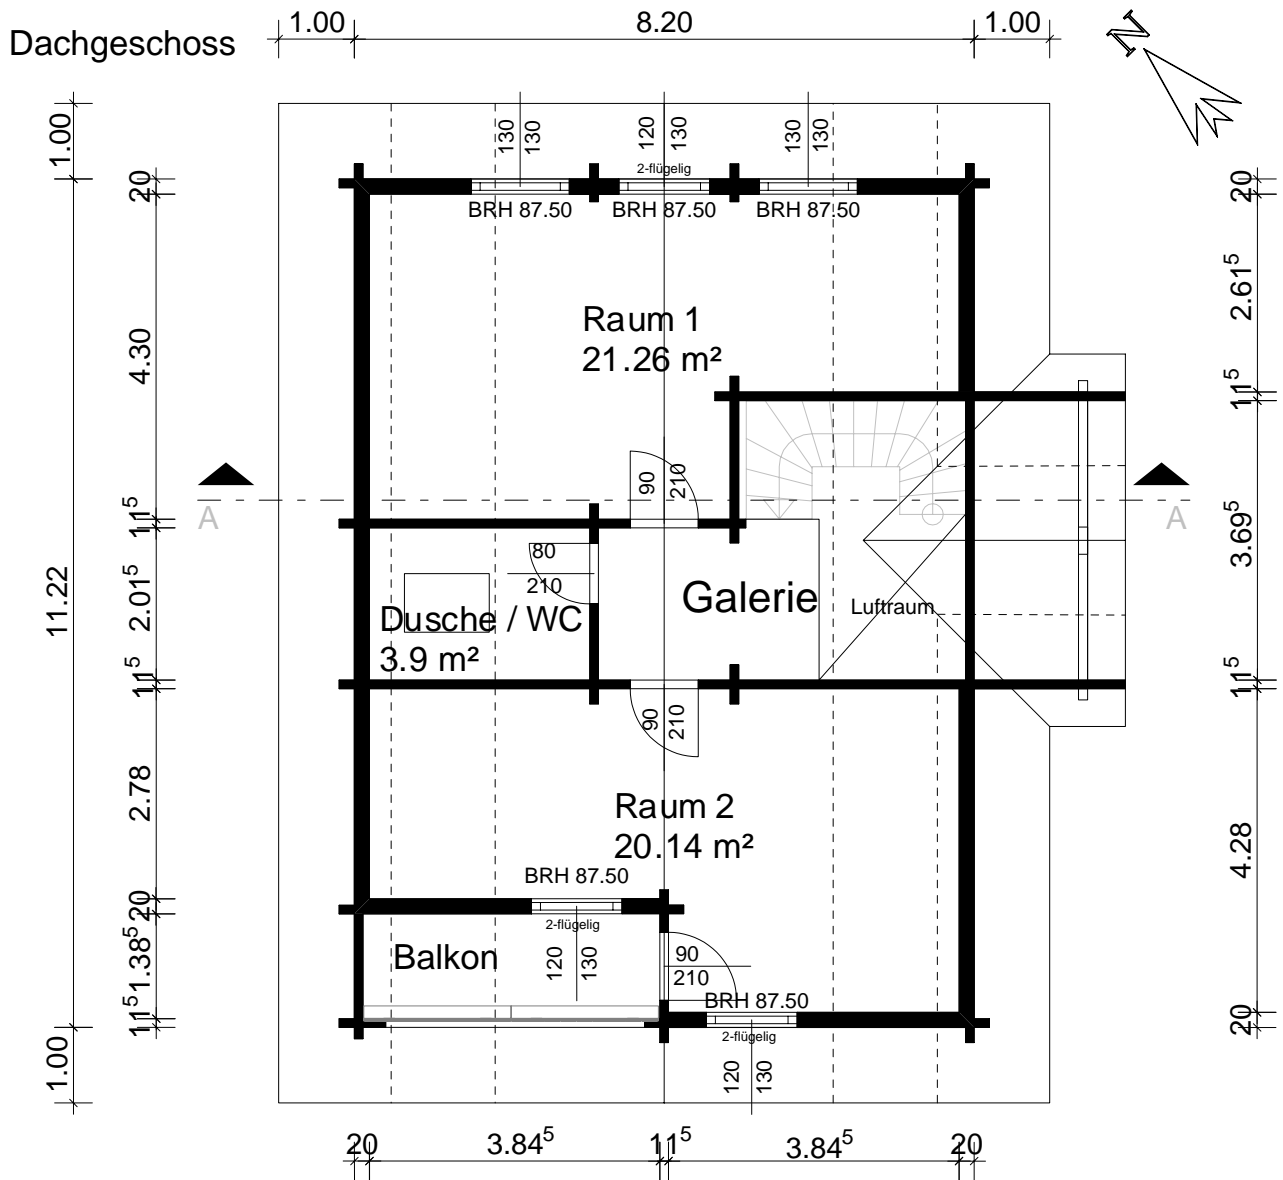 1.00 8.20 1.00
Dachgeschoss
N
1.00
130 130 120 130 130 130
2-flügelig
20 20
BRH 87.50 BRH 87.50 BRH 87.50
2.61⁵
Raum 1
4.30
21.26 m²
11⁵
90 210
A A
11⁵
3.69⁵
80
210
11.22
2.01⁵
Galerie
Luftraum
Dusche / WC
3.9 m²
11⁵ 11⁵
90 210
2.78
Raum 2
20.14 m²
4.28
BRH 87.50
20
2-flügelig
Balkon
120 130
1.38⁵
90
210
BRH 87.50
11⁵ 20
2-flügelig
1.00
120 130
20 3.84⁵ 11⁵ 3.84⁵ 20